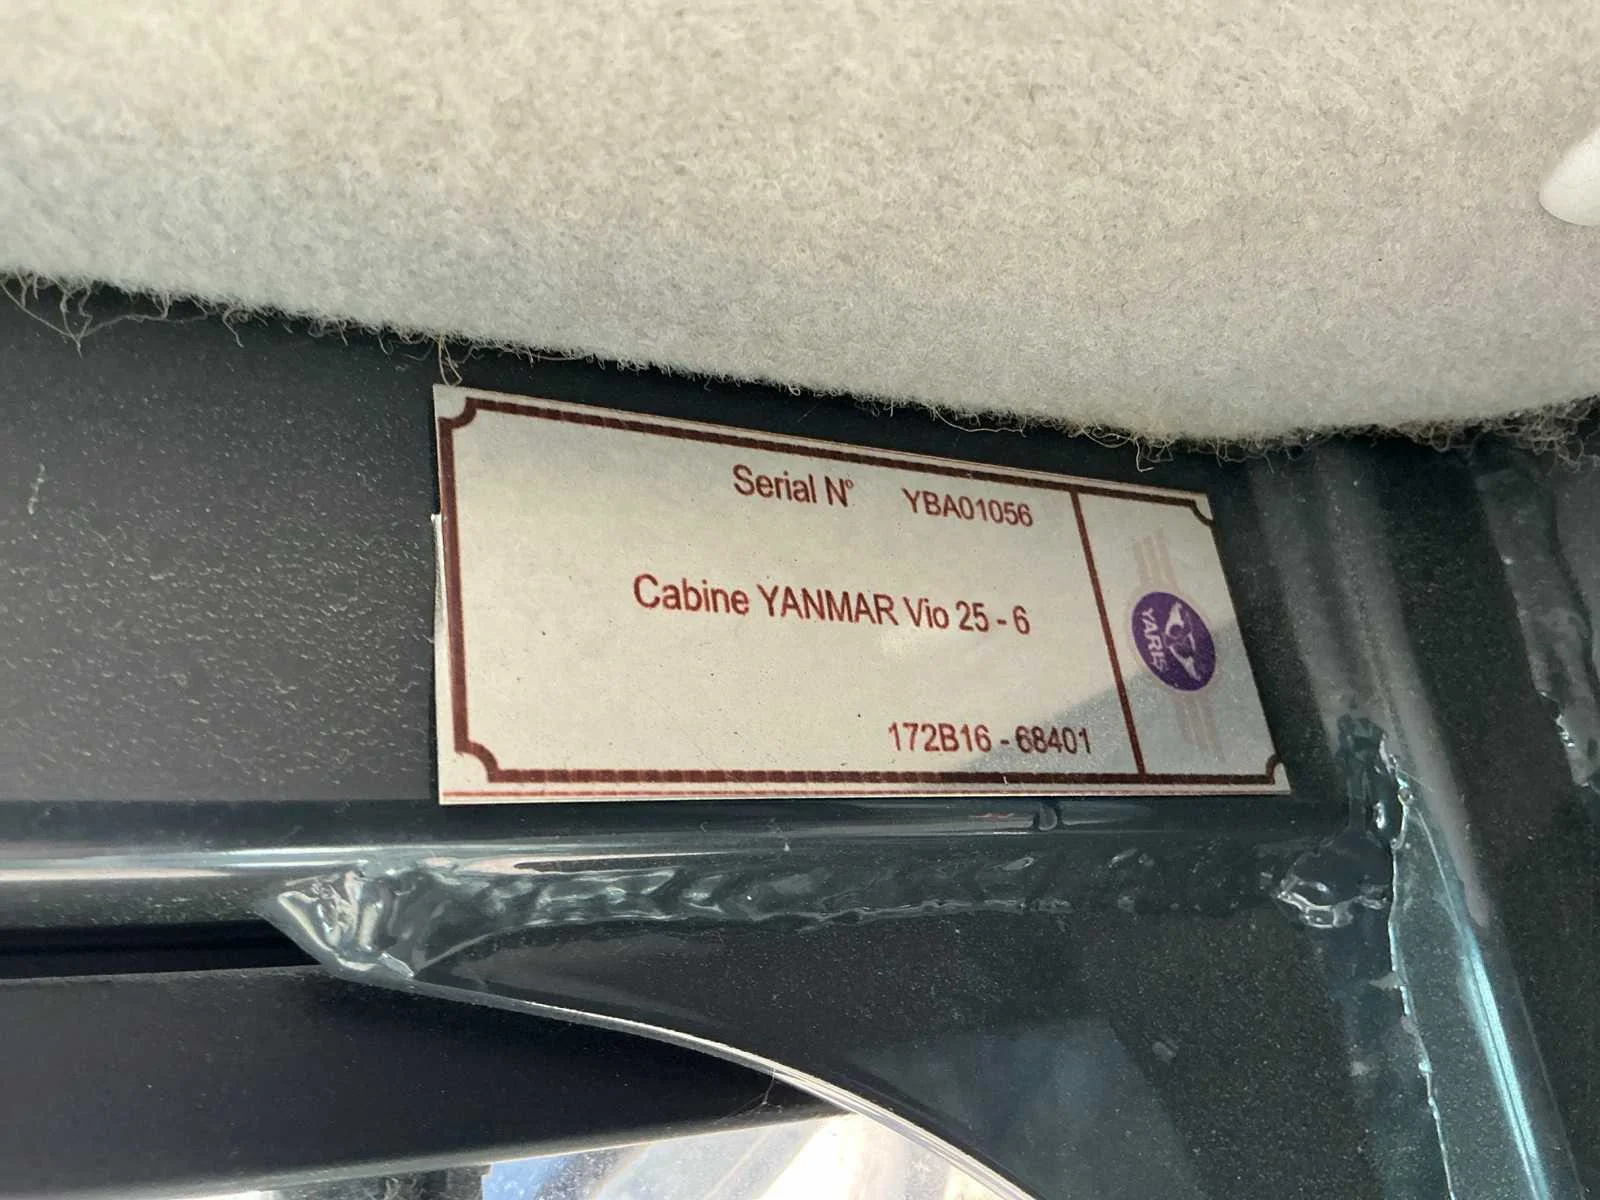 Serial N° YBA01056
Cabine YANMAR Vio 25 - 6
172B16 - 68401
YARIS